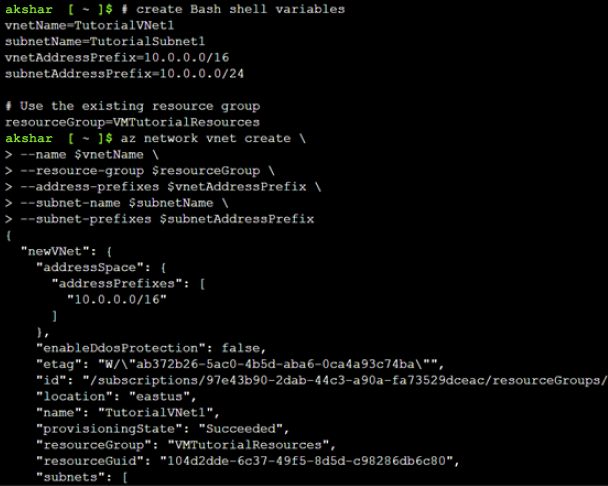 akshar [ ~ ]$ # create Bash shell variables
vnetName=TutorialVNet1
subnetName=TutorialSubnet1
vnetAddressPrefix=10.0.0.0/16
subnetAddressPrefix=10.0.0.0/24

# Use the existing resource group
resourceGroup=VMTutorialResources
akshar [ ~ ]$ az network vnet create \
> --name $vnetName \
> --resource-group $resourceGroup \
> --address-prefixes $vnetAddressPrefix \
> --subnet-name $subnetName \
> --subnet-prefixes $subnetAddressPrefix
{
  "newVNet": {
    "addressSpace": {
      "addressPrefixes": [
        "10.0.0.0/16"
      ]
    },
    "enableDdosProtection": false,
    "etag": "W/\"ab372b26-5ac0-4b5d-aba6-0ca4a93c74ba\"",
    "id": "/subscriptions/97e43b90-2dab-44c3-a90a-fa73529dceac/resourceGroups/
    "location": "eastus",
    "name": "TutorialVNet1",
    "provisioningState": "Succeeded",
    "resourceGroup": "VMTutorialResources",
    "resourceGuid": "104d2dde-6c37-49f5-8d5d-c98286db6c80",
    "subnets": [